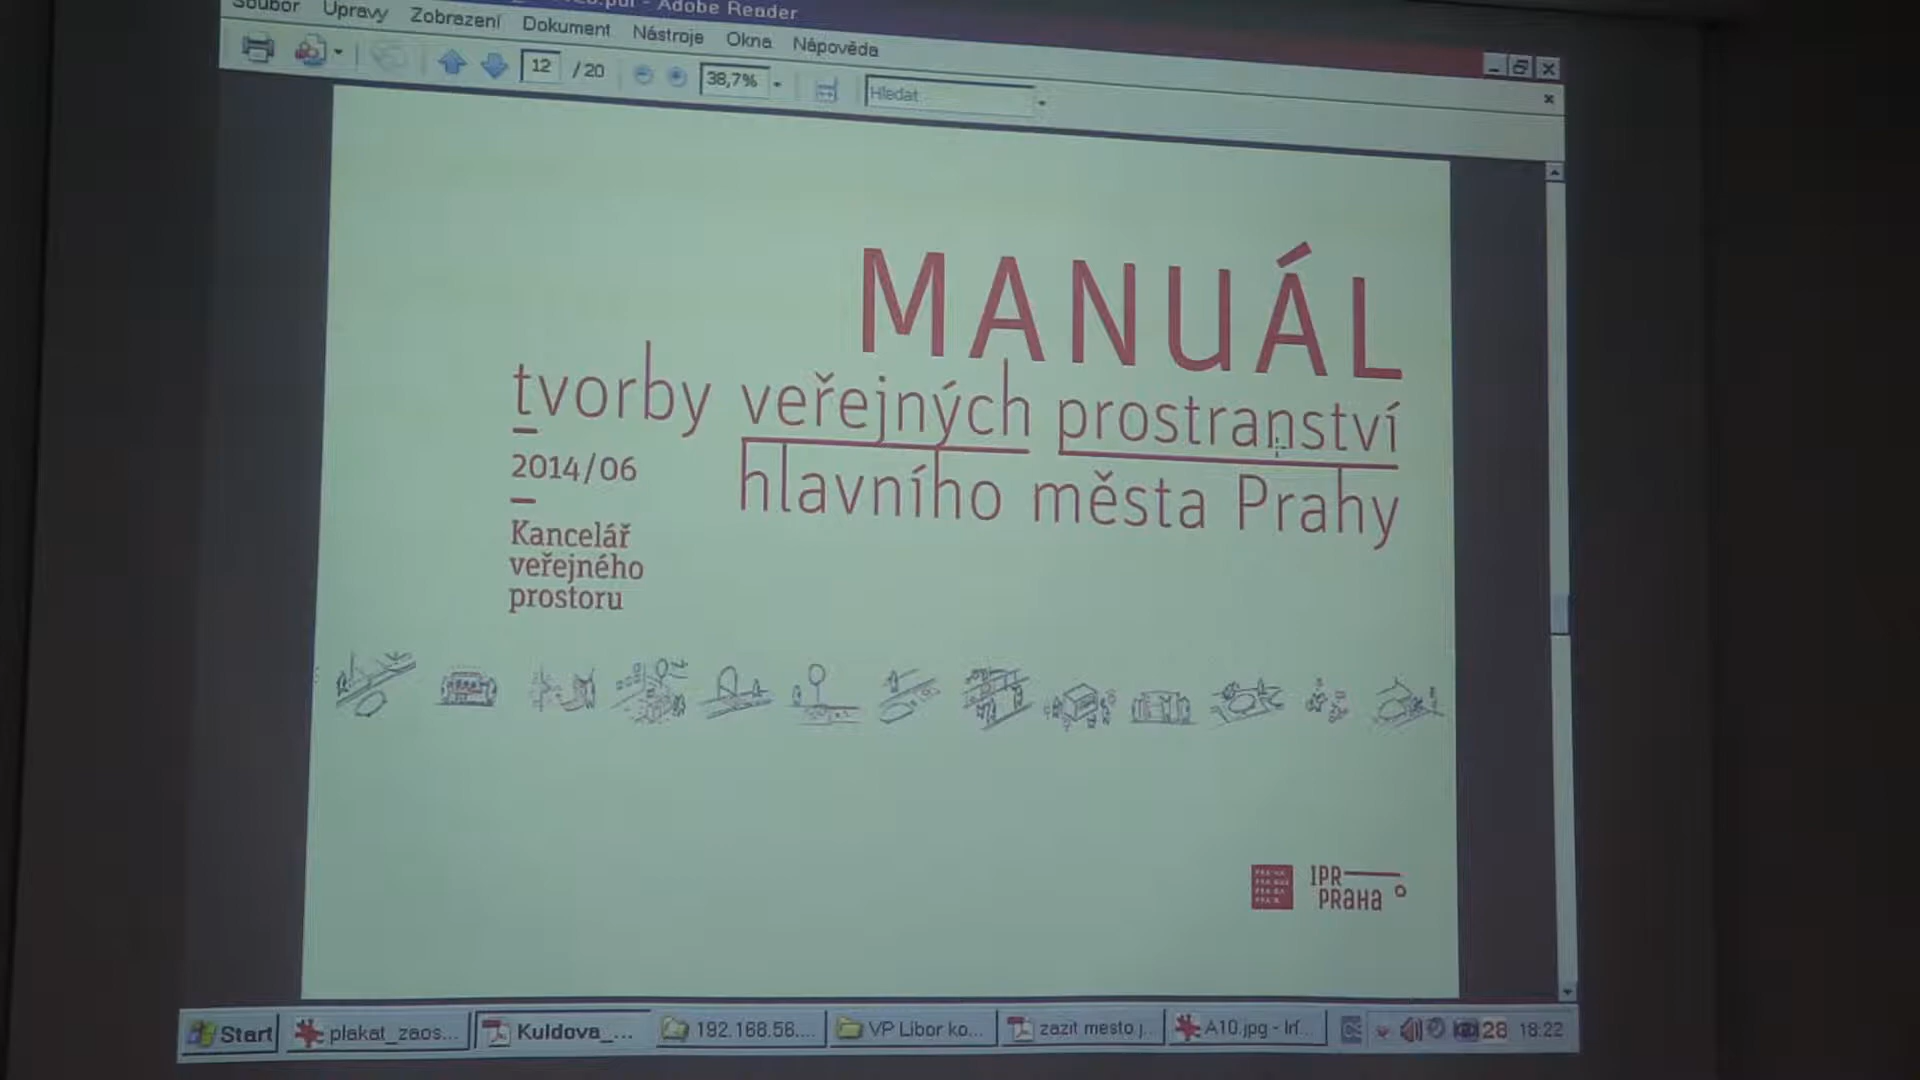 - Adobe Reader
Soubor Úpravy Zobrazení Dokument Nástroje Okna Nápověda
12 / 20 38,7% Hledat
MANUÁL
tvorby veřejných prostranství
hlavního města Prahy
2014/06
Kancelář
veřejného
prostoru
IPR
PRAHA
Start plakat_zaos... Kuldova_... 192.168.56.... VP Libor ko... zazit mesto j... A10.jpg - Irf... 28 18:22